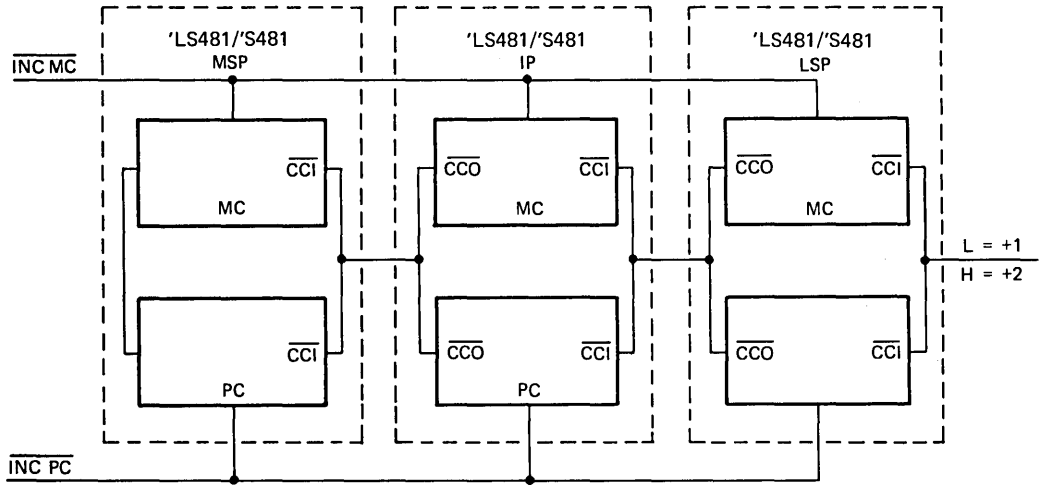 'LS481/'S481
MSP
'LS481/'S481
IP
'LS481/'S481
LSP
INC MC
CCI
MC
CCO
CCI
MC
CCO
CCI
MC
L = +1
H = +2
CCI
PC
CCO
CCI
PC
CCO
CCI
INC PC